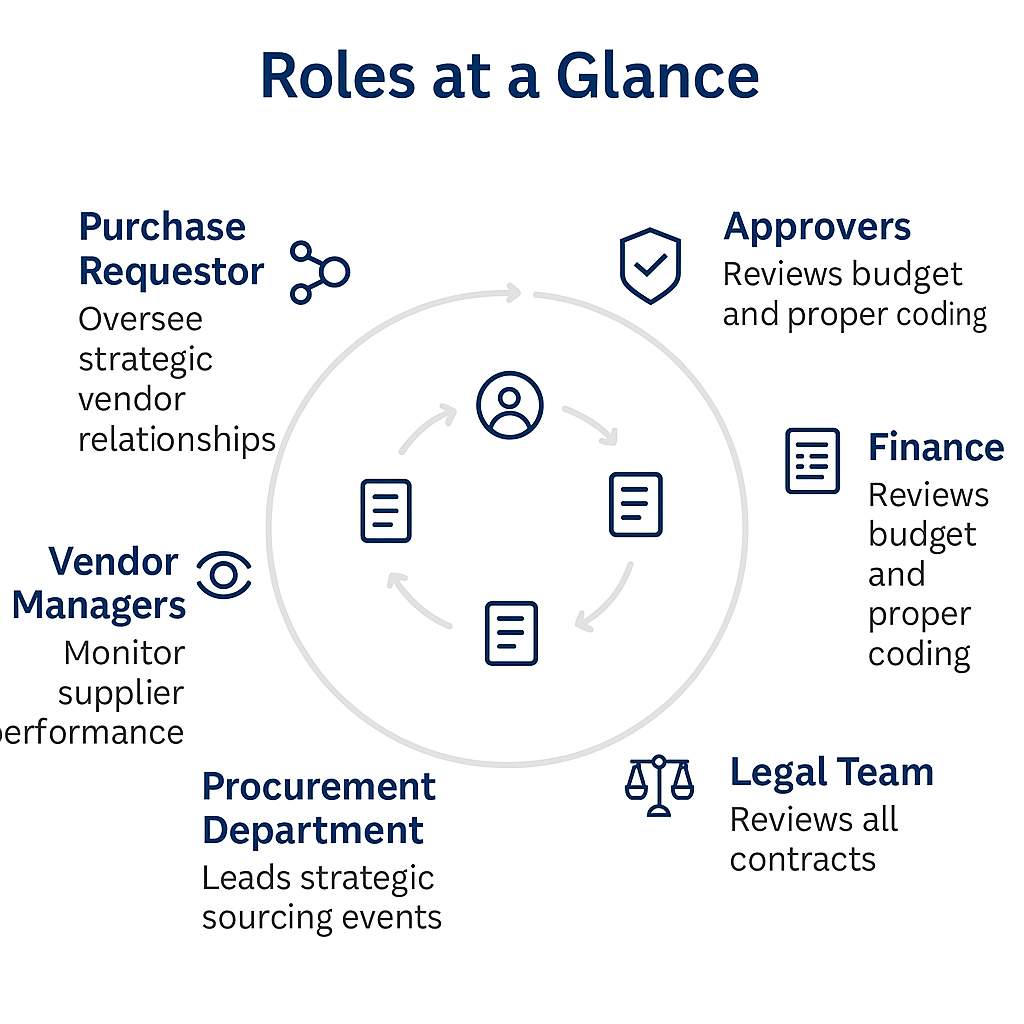 Roles at a Glance
Purchase
Requestor
Oversee
strategic
vendor
relationships
Approvers
Reviews budget
and proper coding
Finance
Reviews
budget
and
proper
coding
Vendor
Managers
Monitor
supplier
performance
Procurement
Department
Leads strategic
sourcing events
Legal Team
Reviews all
contracts